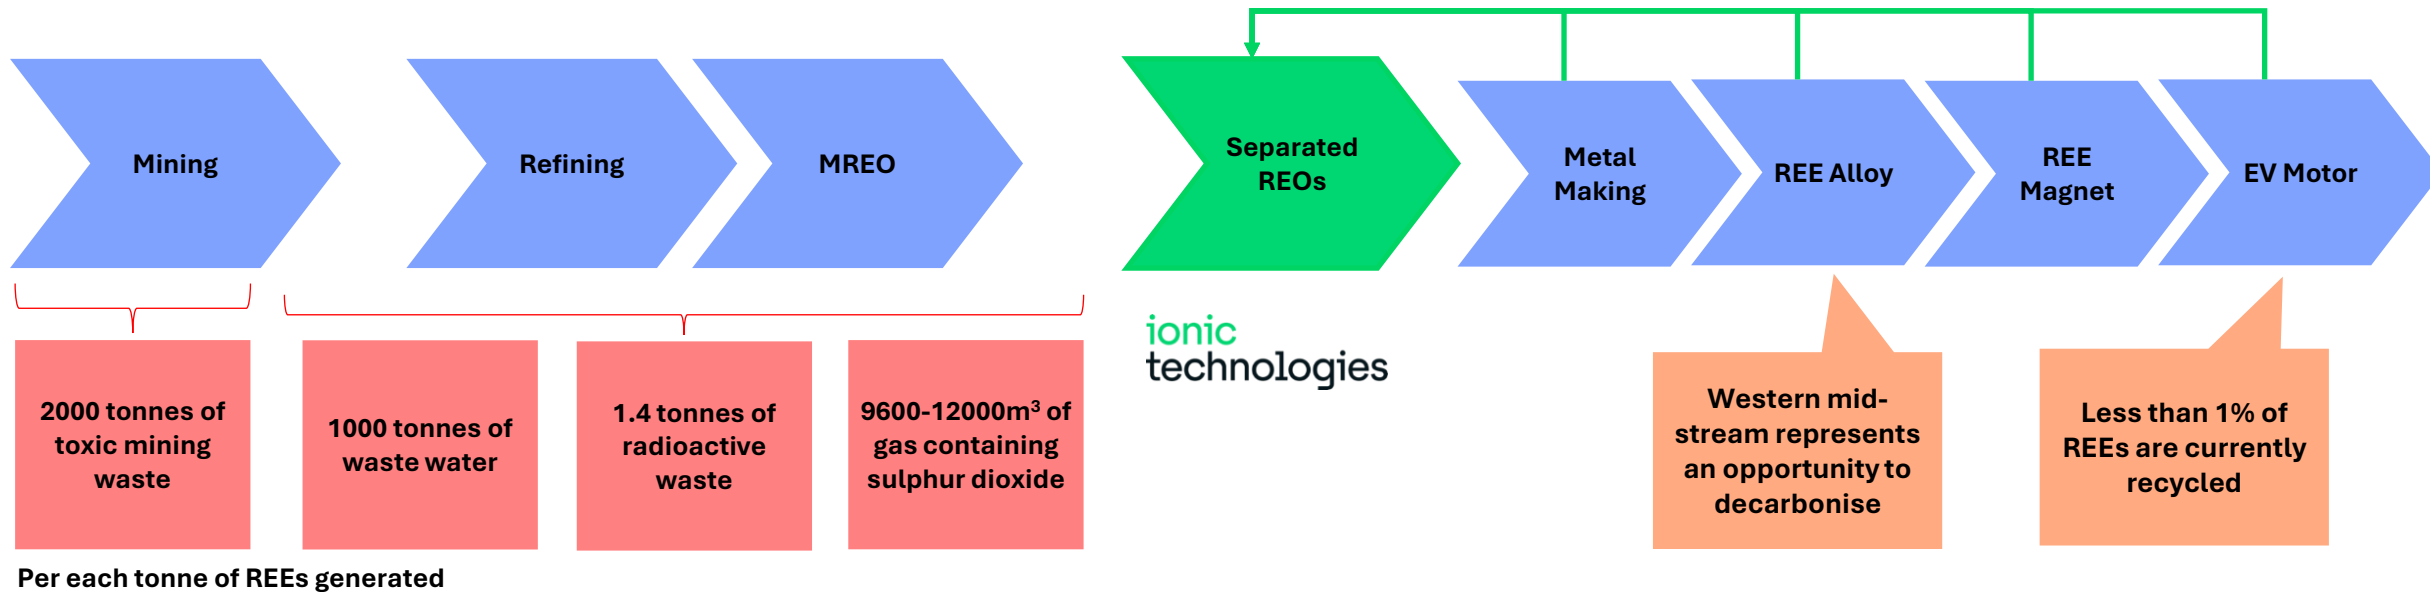 Mining
Refining
MREO
Separated
REOs
Metal
Making
REE Alloy
REE
Magnet
EV Motor
ionic
technologies
2000 tonnes of
toxic mining
waste
1000 tonnes of
waste water
1.4 tonnes of
radioactive
waste
9600-12000m³ of
gas containing
sulphur dioxide
Western mid-
stream represents
an opportunity to
decarbonise
Less than 1% of
REEs are currently
recycled
Per each tonne of REEs generated